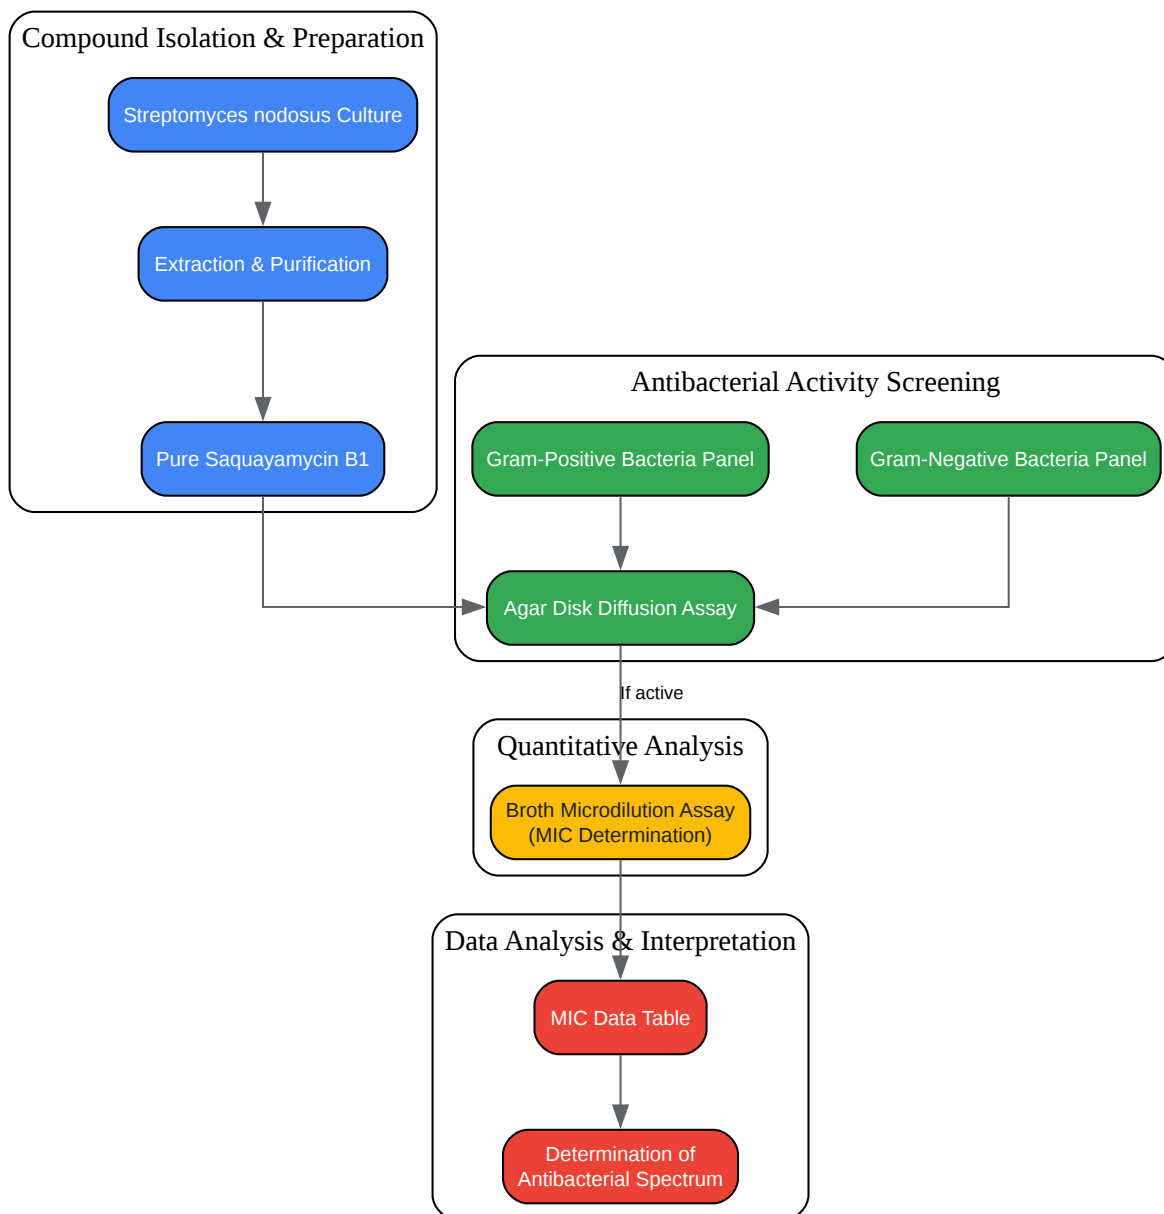 Compound Isolation & Preparation
Streptomyces nodosus Culture
Extraction & Purification
Pure Saquayamycin B1
Antibacterial Activity Screening
Gram-Positive Bacteria Panel
Gram-Negative Bacteria Panel
Agar Disk Diffusion Assay
If active
Quantitative Analysis
Broth Microdilution Assay
(MIC Determination)
Data Analysis & Interpretation
MIC Data Table
Determination of
Antibacterial Spectrum